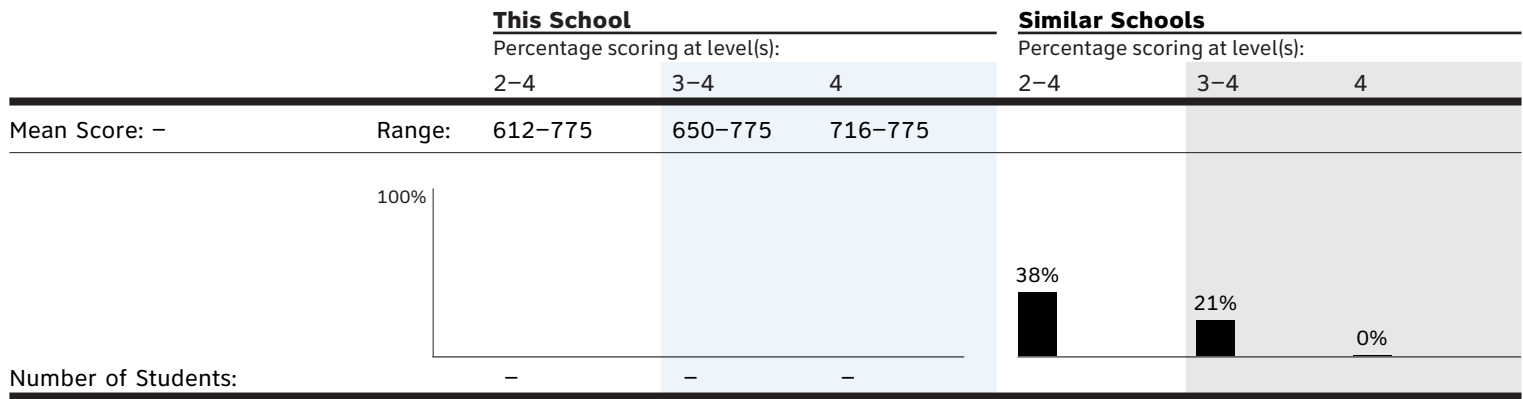 This School Similar Schools
Percentage scoring at level(s): Percentage scoring at level(s):
2–4 3–4 4 2–4 3–4 4
Mean Score: – Range: 612–775 650–775 716–775
100%
38%
21%
0%
Number of Students: – – –